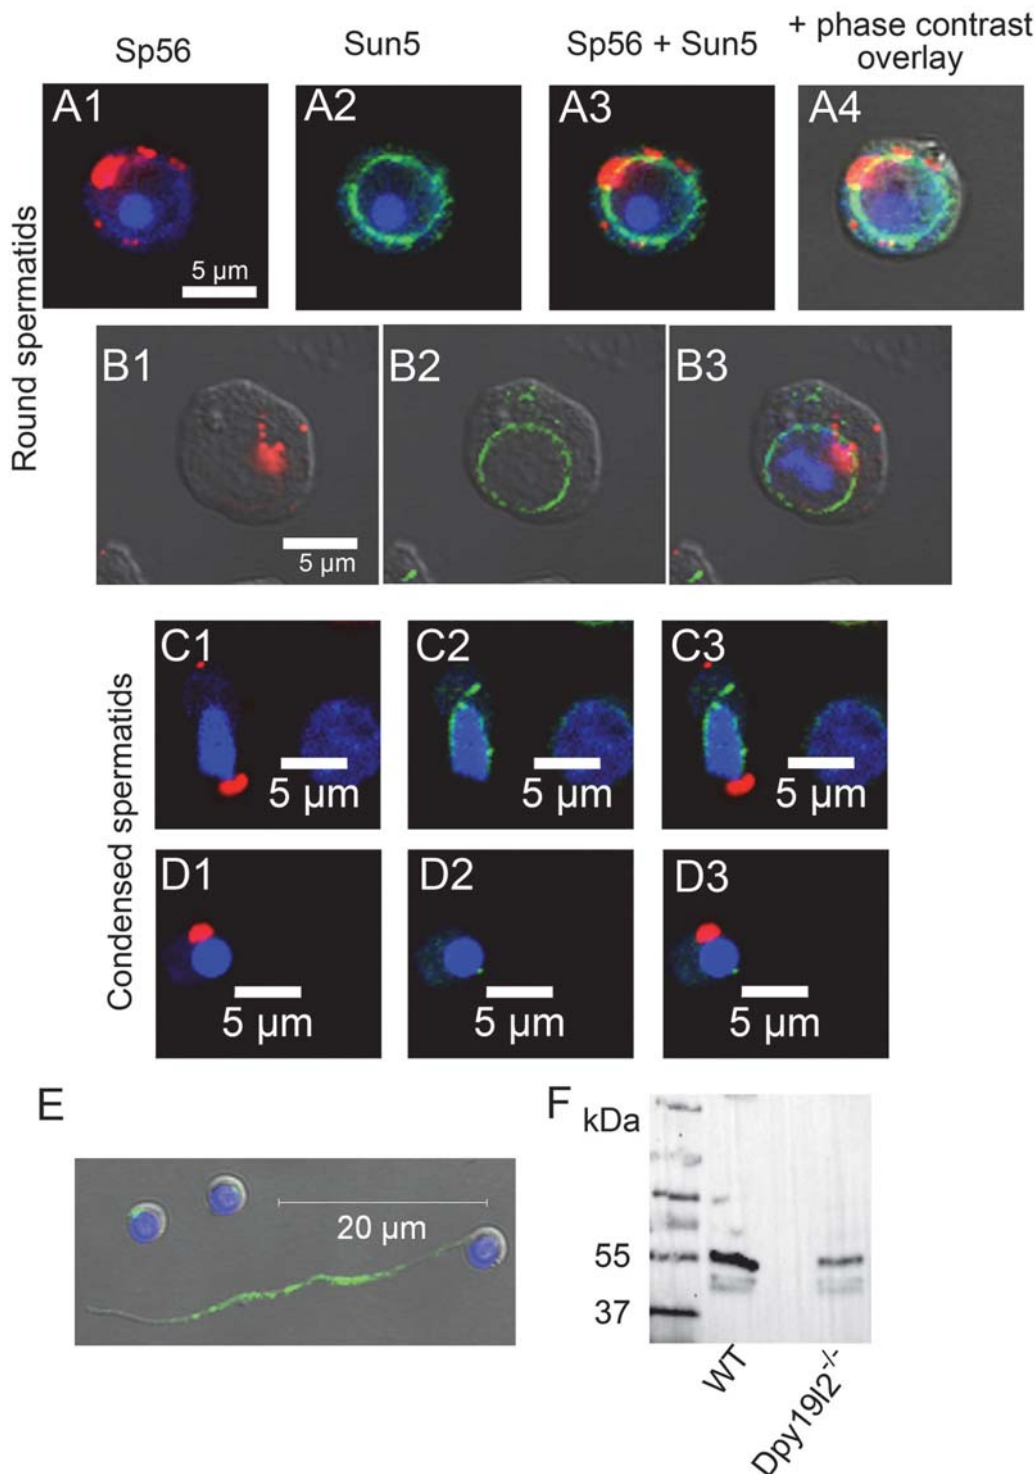 Sp56
Sun5
Sp56 + Sun5
+ phase contrast
overlay
Round spermatids
A1
A2
A3
A4
5 µm
B1
B2
B3
5 µm
Condensed spermatids
C1
C2
C3
5 µm
5 µm
5 µm
D1
D2
D3
5 µm
5 µm
5 µm
E
20 µm
F
kDa
55
37
WT
Dpy19l2-/-